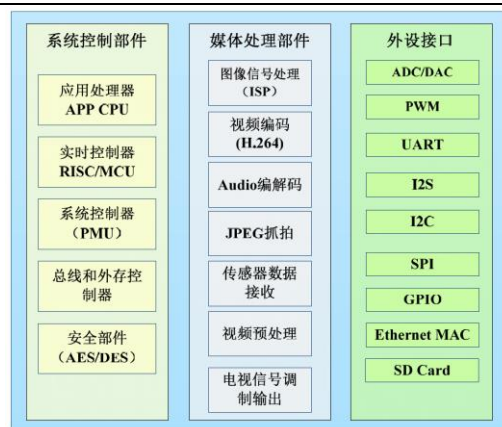 系统控制部件
应用处理器
APP CPU
实时控制器
RISC/MCU
系统控制器
（PMU）
总线和外存控
制器
安全部件
（AES/DES）
媒体处理部件
图像信号处理
（ISP）
视频编码
(H.264)
Audio编解码
JPEG抓拍
传感器数据
接收
视频预处理
电视信号调
制输出
外设接口
ADC/DAC
PWM
UART
I2S
I2C
SPI
GPIO
Ethernet MAC
SD Card